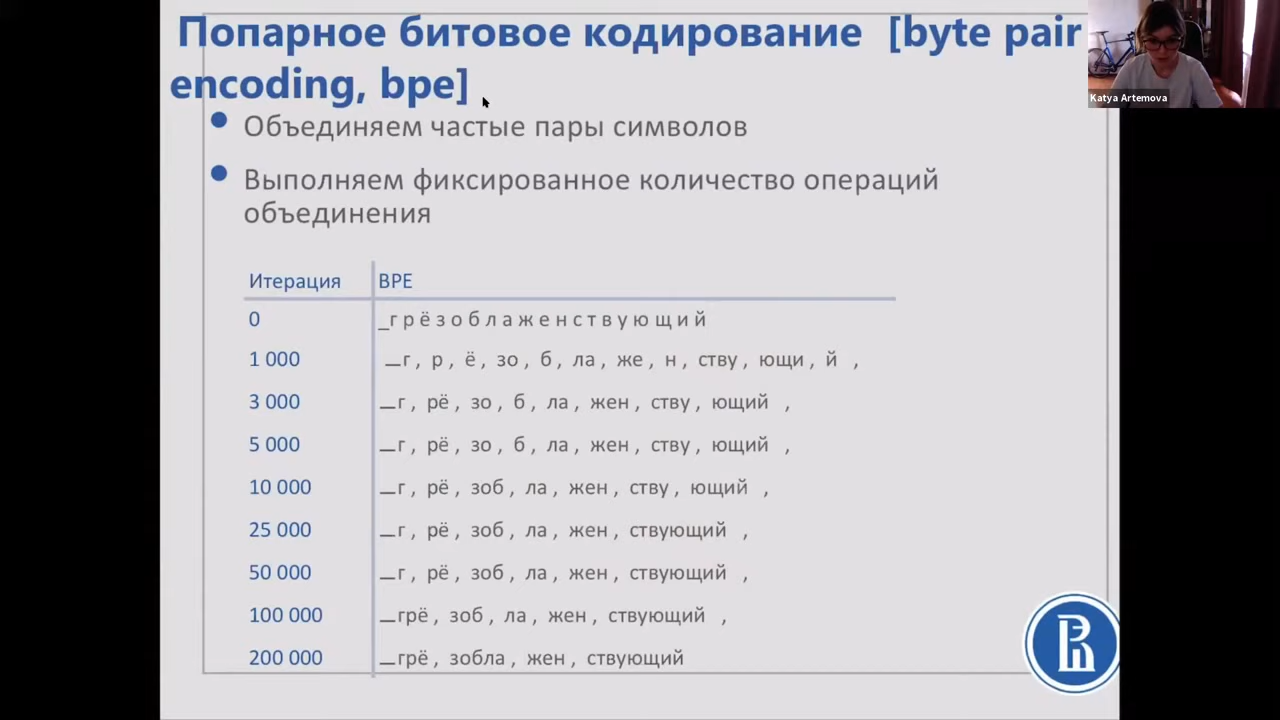 Попарное битовое кодирование [byte pair
encoding, bpe]
Katya Artemova
Объединяем частые пары символов
Выполняем фиксированное количество операций
объединения
Итерация BPE
0 _г р ё з о б л а ж е н с т в у ю щ и й
1 000 _г , р , ё , зо , б , ла , же , н , ству , ющи , й ,
3 000 _г , рё , зо , б , ла , жен , ству , ющий ,
5 000 _г , рё , зо , б , ла , жен , ству , ющий ,
10 000 _г , рё , зоб , ла , жен , ству , ющий ,
25 000 _г , рё , зоб , ла , жен , ствующий ,
50 000 _г , рё , зоб , ла , жен , ствующий ,
100 000 _грё , зоб , ла , жен , ствующий ,
200 000 _грё , зобла , жен , ствующий